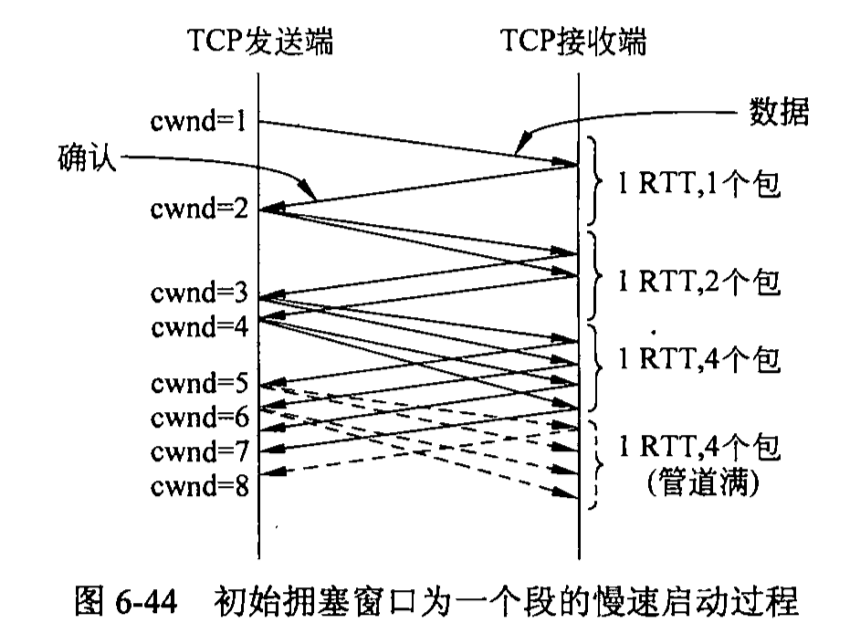 TCP发送端 TCP接收端
cwnd=1
数据
确认
1 RTT,1个包
cwnd=2
1 RTT,2个包
cwnd=3
cwnd=4
1 RTT,4个包
cwnd=5
cwnd=6
1 RTT,4个包
cwnd=7
(管道满)
cwnd=8
图 6-44 初始拥塞窗口为一个段的慢速启动过程